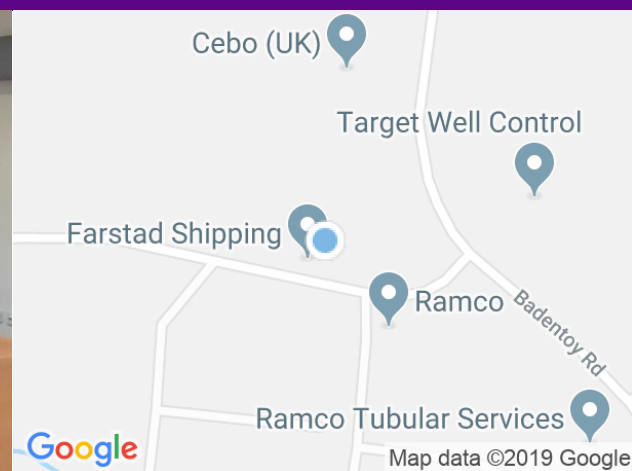 Cebo (UK)
Target Well Control
Farstad Shipping
Ramco
Badentoy Rd
Ramco Tubular Services
Google
Map data ©2019 Google